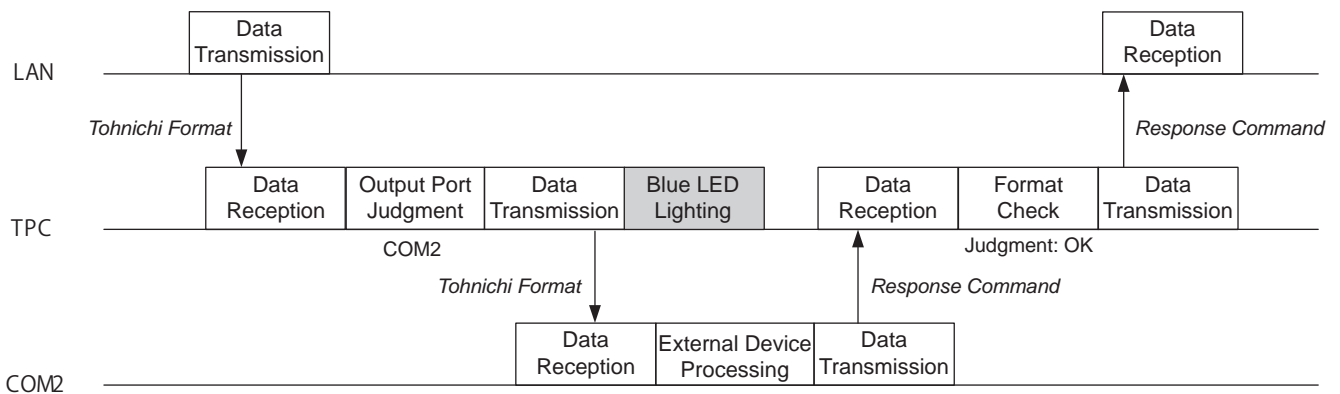 Data
Transmission
Data
Reception
LAN
Tohnichi Format
Response Command
Data
Reception
Output Port
Judgment
Data
Transmission
Blue LED
Lighting
Data
Reception
Format
Check
Data
Transmission
TPC
COM2
Judgment: OK
Tohnichi Format
Response Command
Data
Reception
External Device
Processing
Data
Transmission
COM2